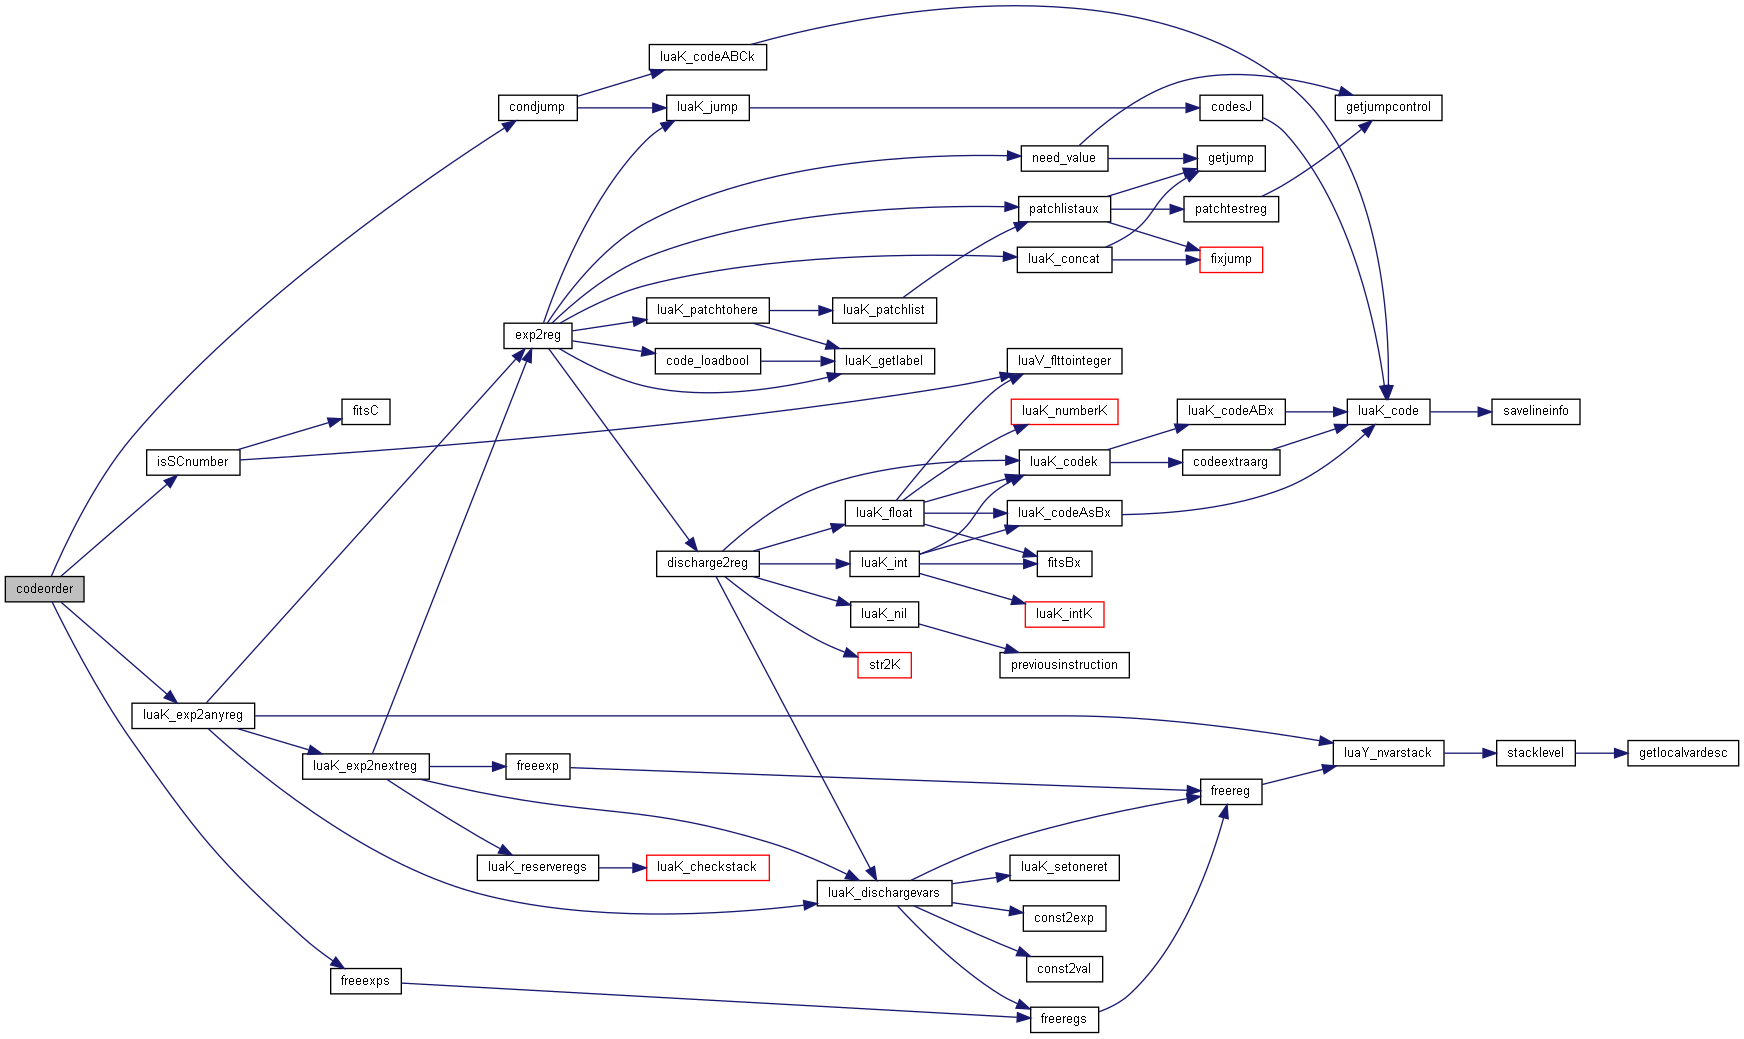 luaK_codeABCk
condjump
luaK_jump
codesJ
getjumpcontrol
need_value
getjump
patchlistaux
patchtestreg
luaK_concat
fixjump
luaK_patchtohere
luaK_patchlist
exp2reg
code_loadbool
luaK_getlabel
luaV_flttointeger
fitsC
luaK_numberK
luaK_codeABx
luaK_code
savelineinfo
isSCnumber
luaK_codek
codeextraarg
luaK_float
luaK_codeAsBx
discharge2reg
luaK_int
fitsBx
codeorder
luaK_nil
luaK_intK
str2K
previousinstruction
luaK_exp2anyreg
luaK_exp2nextreg
freeexp
luaY_nvarstack
stacklevel
getlocalvardesc
freereg
luaK_reserveregs
luaK_checkstack
luaK_setoneret
luaK_dischargevars
const2exp
const2val
freeexps
freeregs